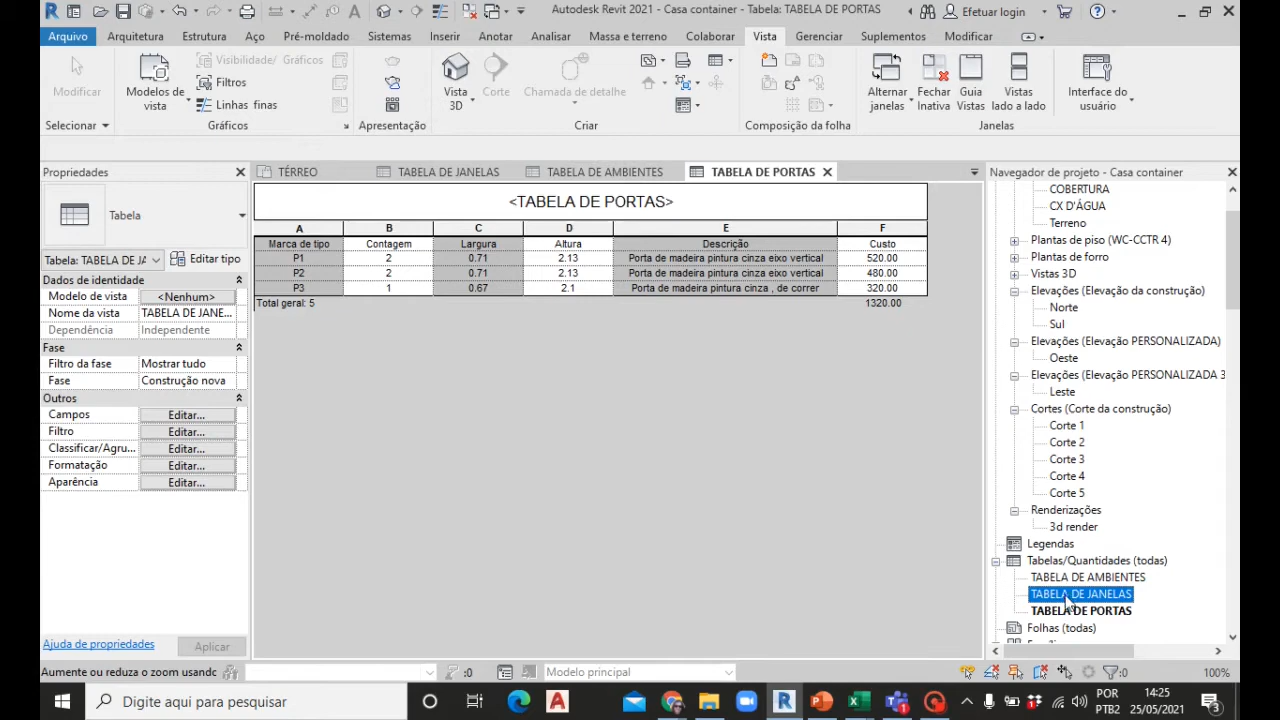 Autodesk Revit 2021 - Casa container - Tabela: TABELA DE PORTAS
Efetuar login
Arquivo Arquitetura Estrutura Aço Pré-moldado Sistemas Inserir Anotar Analisar Massa e terreno Colaborar Vista Gerenciar Suplementos Modificar
Modificar
Selecionar
Modelos de vista
Visibilidade/ Gráficos
Filtros
Linhas finas
Gráficos
Apresentação
Vista 3D
Corte
Chamada de detalhe
Criar
Composição da folha
Alternar janelas
Fechar Inativa
Guia Vistas
Vistas lado a lado
Janelas
Interface do usuário
Propriedades
TÉRREO
TABELA DE JANELAS
TABELA DE AMBIENTES
TABELA DE PORTAS
Navegador de projeto - Casa container
Tabela
Tabela: TABELA DE JA
Editar tipo
Dados de identidade
Modelo de vista <Nenhum>
Nome da vista TABELA DE JANE...
Dependência Independente
Fase
Filtro da fase Mostrar tudo
Fase Construção nova
Outros
Campos Editar...
Filtro Editar...
Classificar/Agru... Editar...
Formatação Editar...
Aparência Editar...
Ajuda de propriedades
Aplicar
<TABELA DE PORTAS>
A B C D E F
Marca de tipo Contagem Largura Altura Descrição Custo
P1 2 0.71 2.13 Porta de madeira pintura cinza eixo vertical 520.00
P2 2 0.71 2.13 Porta de madeira pintura cinza eixo vertical 480.00
P3 1 0.67 2.1 Porta de madeira pintura cinza , de correr 320.00
Total geral: 5 1320.00
COBERTURA
CX D'ÁGUA
Terreno
Plantas de piso (WC-CCTR 4)
Plantas de forro
Vistas 3D
Elevações (Elevação da construção)
Norte
Sul
Elevações (Elevação PERSONALIZADA)
Oeste
Elevações (Elevação PERSONALIZADA 3
Leste
Cortes (Corte da construção)
Corte 1
Corte 2
Corte 3
Corte 4
Corte 5
Renderizações
3d render
Legendas
Tabelas/Quantidades (todas)
TABELA DE AMBIENTES
TABELA DE JANELAS
TABELA DE PORTAS
Folhas (todas)
Aumente ou reduza o zoom usando
:0
Modelo principal
:0
100%
Digite aqui para pesquisar
POR
PTB2
14:25
25/05/2021
3